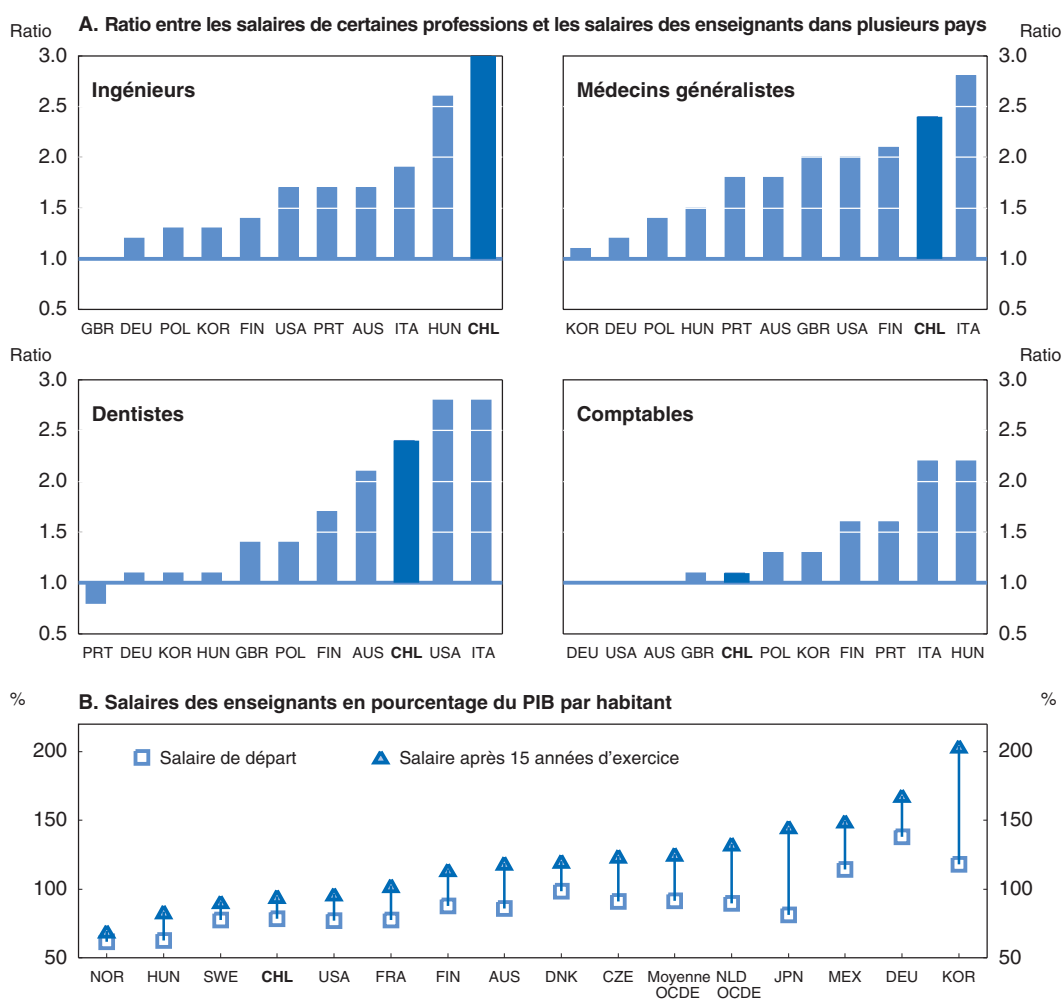 A. Ratio entre les salaires de certaines professions et les salaires des enseignants dans plusieurs pays
Ratio
Ratio
3.0
2.5
2.0
1.5
1.0
0.5
Ingénieurs
GBR DEU POL KOR FIN USA PRT AUS ITA HUN CHL
Médecins généralistes
3.0
2.5
2.0
1.5
1.0
0.5
KOR DEU POL HUN PRT AUS GBR USA FIN CHL ITA
Ratio
Ratio
3.0
2.5
2.0
1.5
1.0
0.5
Dentistes
PRT DEU KOR HUN GBR POL FIN AUS CHL USA ITA
Comptables
3.0
2.5
2.0
1.5
1.0
0.5
DEU USA AUS GBR CHL POL KOR FIN PRT ITA HUN
%
B. Salaires des enseignants en pourcentage du PIB par habitant
%
Salaire de départ
Salaire après 15 années d'exercice
200
150
100
50
200
150
100
50
NOR HUN SWE CHL USA FRA FIN AUS DNK CZE Moyenne NLD JPN MEX DEU KOR
OCDE OCDE